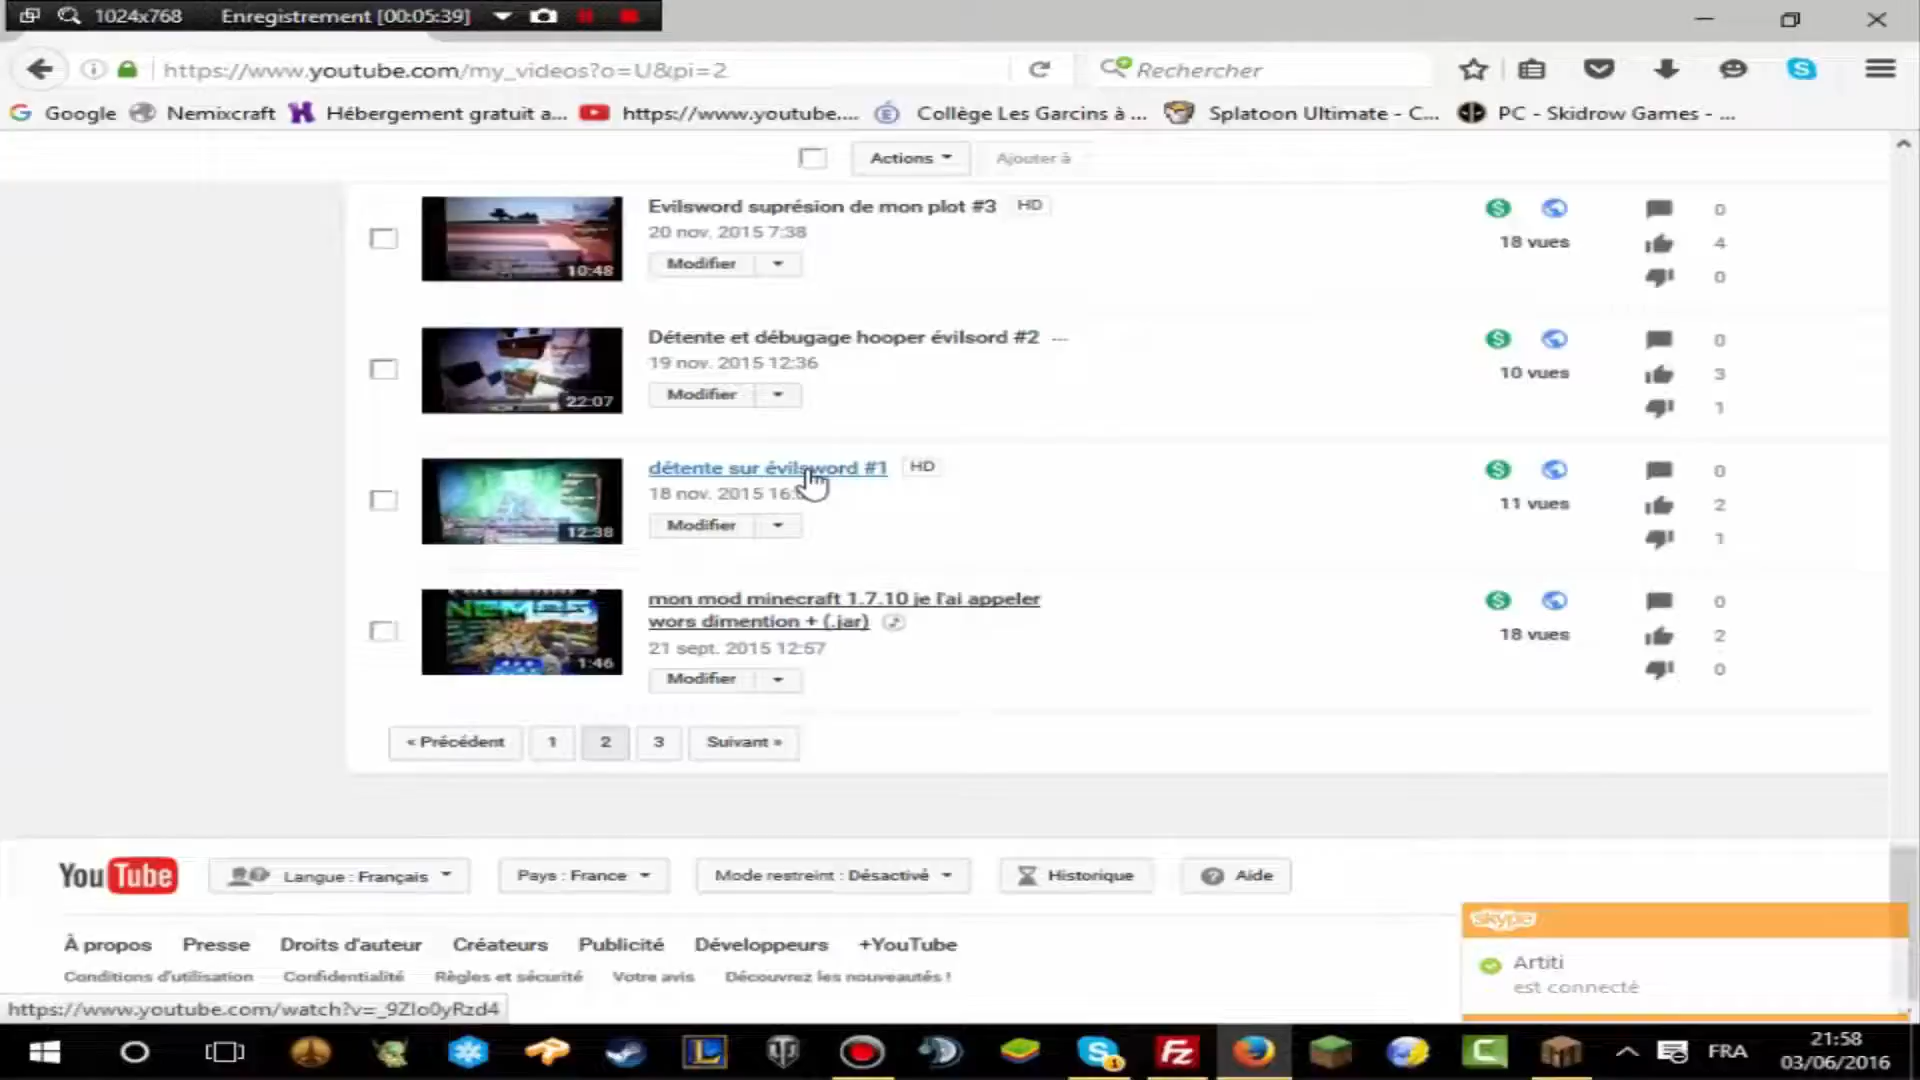 1024x768 Enregistrement [00:05:39]
https://www.youtube.com/my_videos?o=U&pi=2 Rechercher
Google Nemixcraft Hébergement gratuit a... https://www.youtube.... Collège Les Garcins à ... Splatoon Ultimate - C... PC - Skidrow Games - ...
Actions Ajouter à
Evilsword suprésion de mon plot #3 HD
20 nov. 2015 7:38
Modifier
10:48
18 vues
0
4
0
Détente et débugage hooper évilsord #2 ...
19 nov. 2015 12:36
Modifier
22:07
10 vues
0
3
1
détente sur évilsword #1 HD
18 nov. 2015 16:
Modifier
12:38
11 vues
0
2
1
mon mod minecraft 1.7.10 je l'ai appeler
wors dimention + (.jar)
21 sept. 2015 12:57
Modifier
1:46
18 vues
0
2
0
« Précédent 1 2 3 Suivant »
YouTube Langue : Français Pays : France Mode restreint : Désactivé Historique Aide
À propos Presse Droits d'auteur Créateurs Publicité Développeurs +YouTube
Conditions d'utilisation Confidentialité Règles et sécurité Votre avis Découvrez les nouveautés !
skype
Artiti
est connecté
https://www.youtube.com/watch?v=_9ZIo0yRzd4
FRA
21:58
03/06/2016